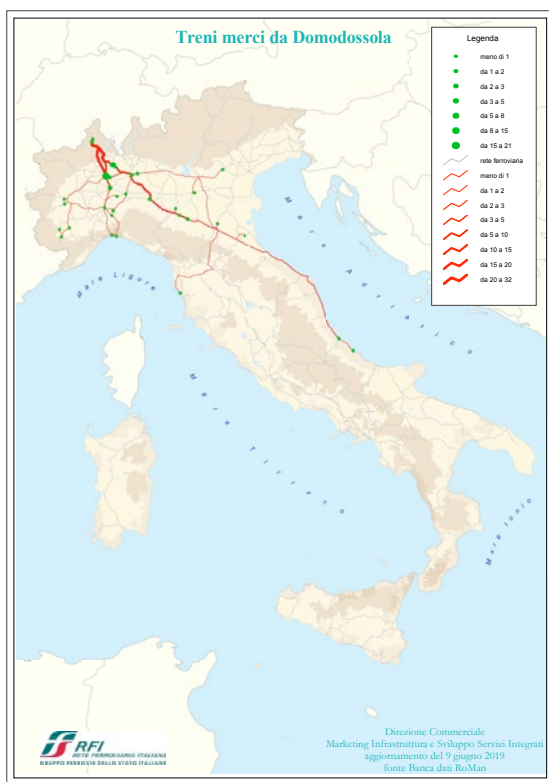 Treni merci da Domodossola
Legenda
meno di 1
da 1 a 2
da 2 a 3
da 3 a 5
da 5 a 8
da 8 a 15
da 15 a 21
rete ferroviaria
meno di 1
da 1 a 2
da 2 a 3
da 3 a 5
da 5 a 10
da 10 a 15
da 15 a 20
da 20 a 32
Mare Adriatico
Mare Ligure
Mare Tirreno
Mare Ionio
RFI
RETE FERROVIARIA ITALIANA
GRUPPO FERROVIE DELLO STATO ITALIANE
Direzione Commerciale
Marketing Infrastruttura e Sviluppo Servizi Integrati
aggiornamento del 9 giugno 2019
fonte Banca dati RoMan